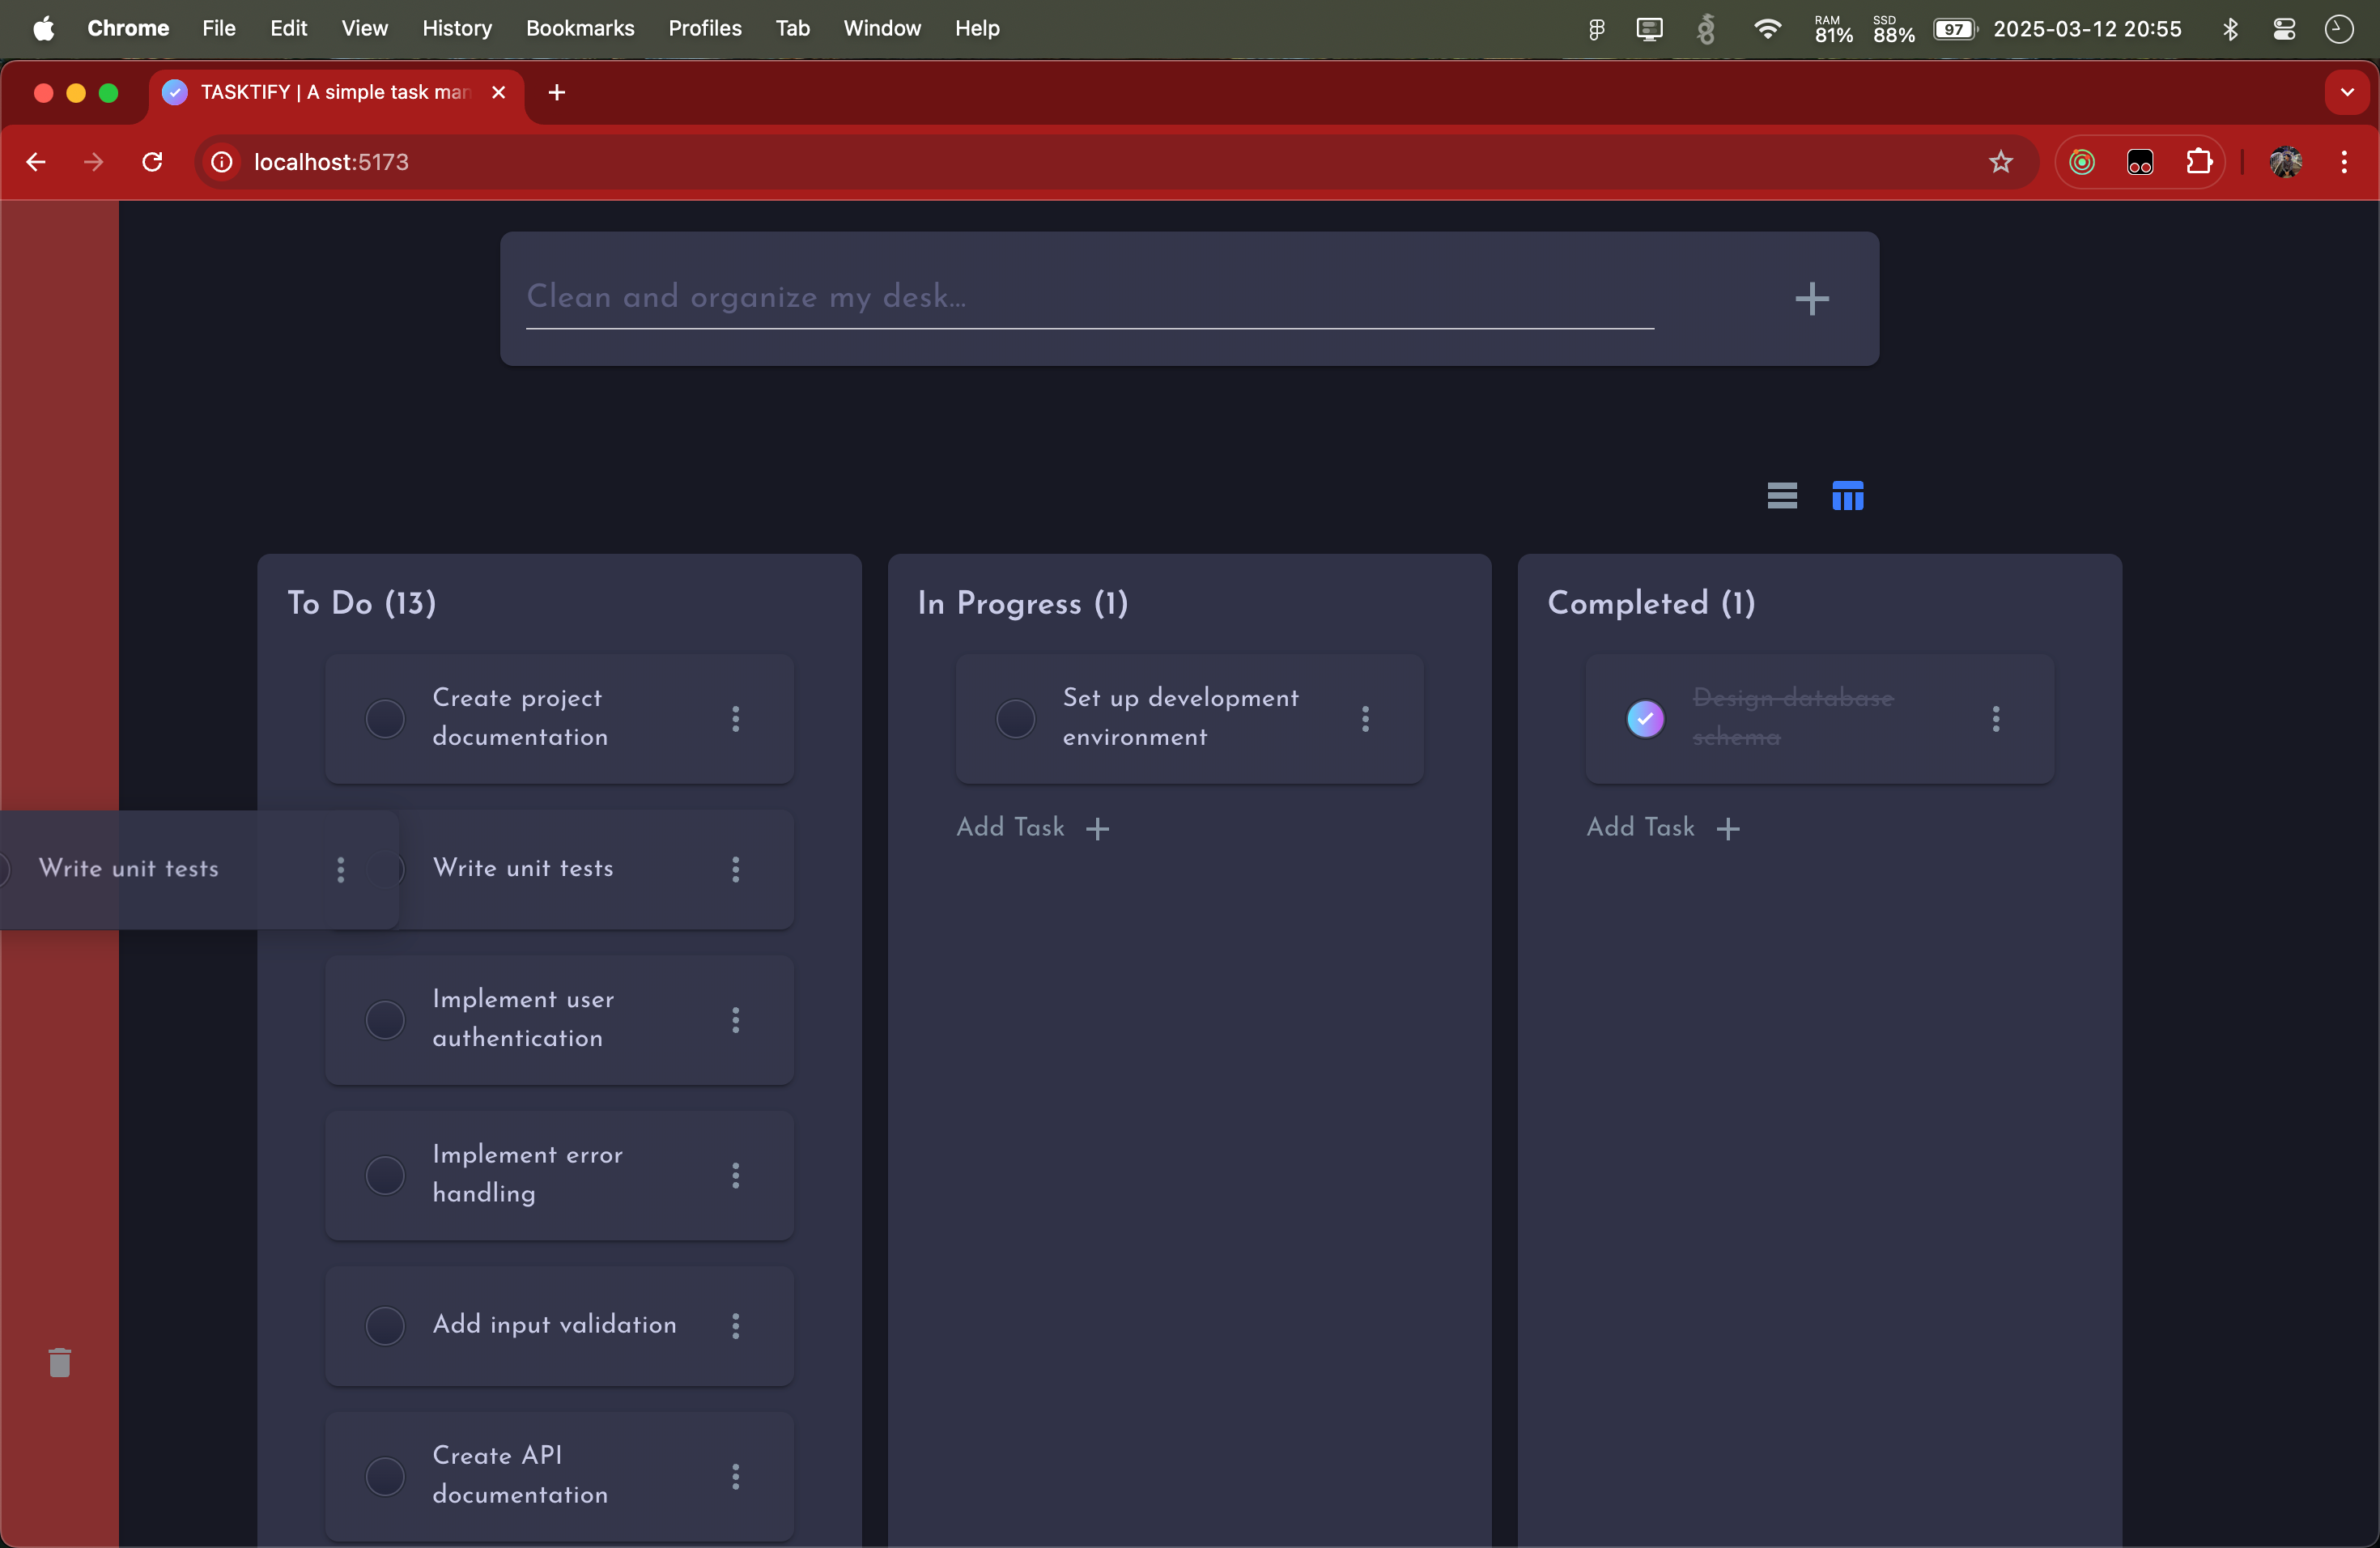 Chrome File Edit View History Bookmarks Profiles Tab Window Help
RAM 81% SSD 88% 97 2025-03-12 20:55
TASKTIFY | A simple task man
localhost:5173
Clean and organize my desk...
To Do (13)
Create project
documentation
Write unit tests
Write unit tests
Implement user
authentication
Implement error
handling
Add input validation
Create API
documentation
In Progress (1)
Set up development
environment
Add Task
Completed (1)
Design database
schema
Add Task